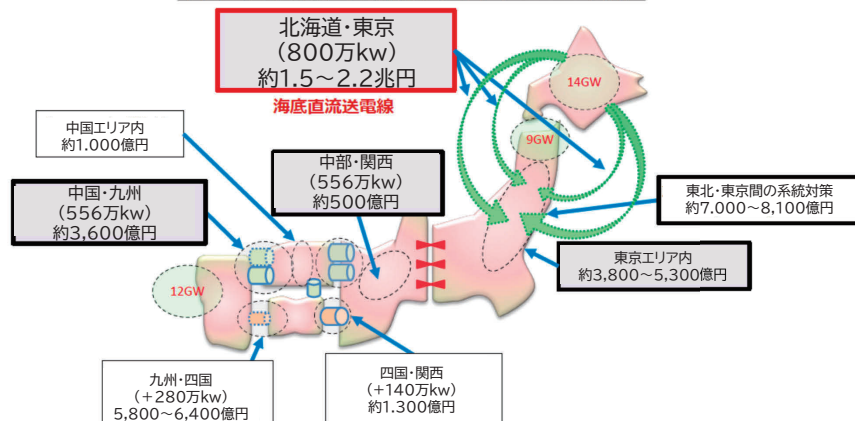 北海道・東京
(800万kw)
約1.5～2.2兆円
海底直流送電線
14GW
9GW
中国エリア内
約1.000億円
中部・関西
(556万kw)
約500億円
中国・九州
(556万kw)
約3,600億円
東北・東京間の系統対策
約7.000～8,100億円
東京エリア内
約3,800～5,300億円
12GW
九州・四国
(+280万kw)
5,800～6,400億円
四国・関西
(+140万kw)
約1.300億円